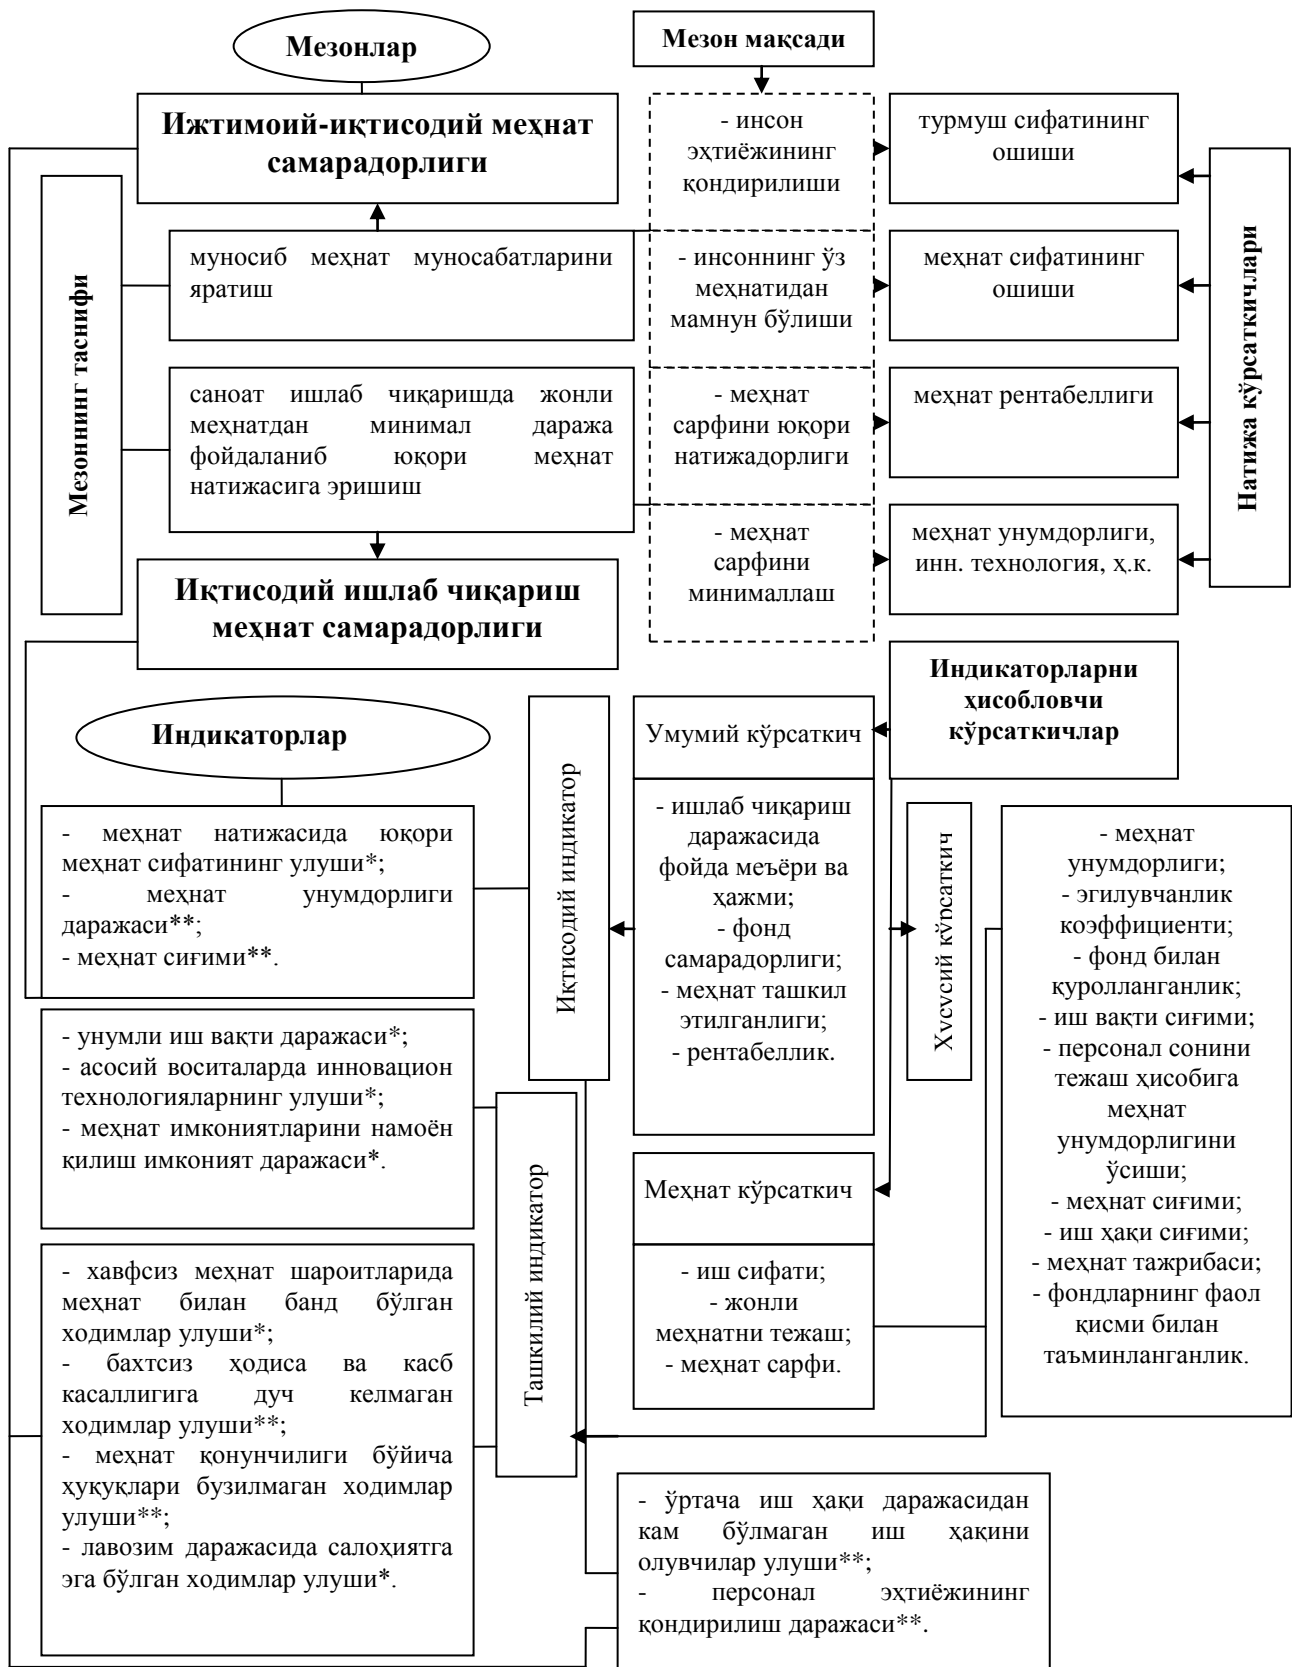 Мезонлар
Мезон мақсади
Ижтимоий-иқтисодий меҳнат
самарадорлиги
- инсон
эҳтиёжининг
қондирилиши
турмуш сифатининг
ошиши
Мезоннинг таснифи
муносиб меҳнат муносабатларини
яратиш
- инсоннинг ўз
меҳнатидан
мамнун бўлиши
меҳнат сифатининг
ошиши
Натижа кўрсаткичлари
саноат ишлаб чиқаришда жонли
меҳнатдан минимал даража
фойдаланиб юқори меҳнат
натижасига эришиш
- меҳнат
сарфини юқори
натижадорлиги
меҳнат рентабеллиги
Иқтисодий ишлаб чиқариш
меҳнат самарадорлиги
- меҳнат
сарфини
минималлаш
меҳнат унумдорлиги,
инн. технология, ҳ.к.
Индикаторларни
ҳисобловчи
кўрсаткичлар
Индикаторлар
Иқтисодий индикатор
Умумий кўрсаткич
- меҳнат натижасида юқори
меҳнат сифатининг улуши*;
- меҳнат унумдорлиги
даражаси**;
- меҳнат сиғими**.
- ишлаб чиқариш
даражасида
фойда меъёри ва
ҳажми;
- фонд
самарадорлиги;
- меҳнат ташкил
этилганлиги;
- рентабеллик.
Хусусий кўрсаткич
- меҳнат
унумдорлиги;
- эгилувчанлик
коэффициенти;
- фонд билан
қуролланганлик;
- иш вақти сиғими;
- персонал сонини
тежаш ҳисобига
меҳнат
унумдорлигини
ўсиши;
- меҳнат сиғими;
- иш ҳақи сиғими;
- меҳнат тажрибаси;
- фондларнинг фаол
қисми билан
таъминланганлик.
- унумли иш вақти даражаси*;
- асосий воситаларда инновацион
технологияларнинг улуши*;
- меҳнат имкониятларини намоён
қилиш имконият даражаси*.
Ташкилий индикатор
Меҳнат кўрсаткич
- иш сифати;
- жонли
меҳнатни тежаш;
- меҳнат сарфи.
- хавфсиз меҳнат шароитларида
меҳнат билан банд бўлган
ходимлар улуши*;
- бахтсиз ҳодиса ва касб
касаллигига дуч келмаган
ходимлар улуши**;
- меҳнат қонунчилиги бўйича
ҳуқуқлари бузилмаган ходимлар
улуши**;
- лавозим даражасида салоҳиятга
эга бўлган ходимлар улуши*.
- ўртача иш ҳақи даражасидан
кам бўлмаган иш ҳақини
олувчилар улуши**;
- персонал эҳтиёжининг
қондирилиш даражаси**.